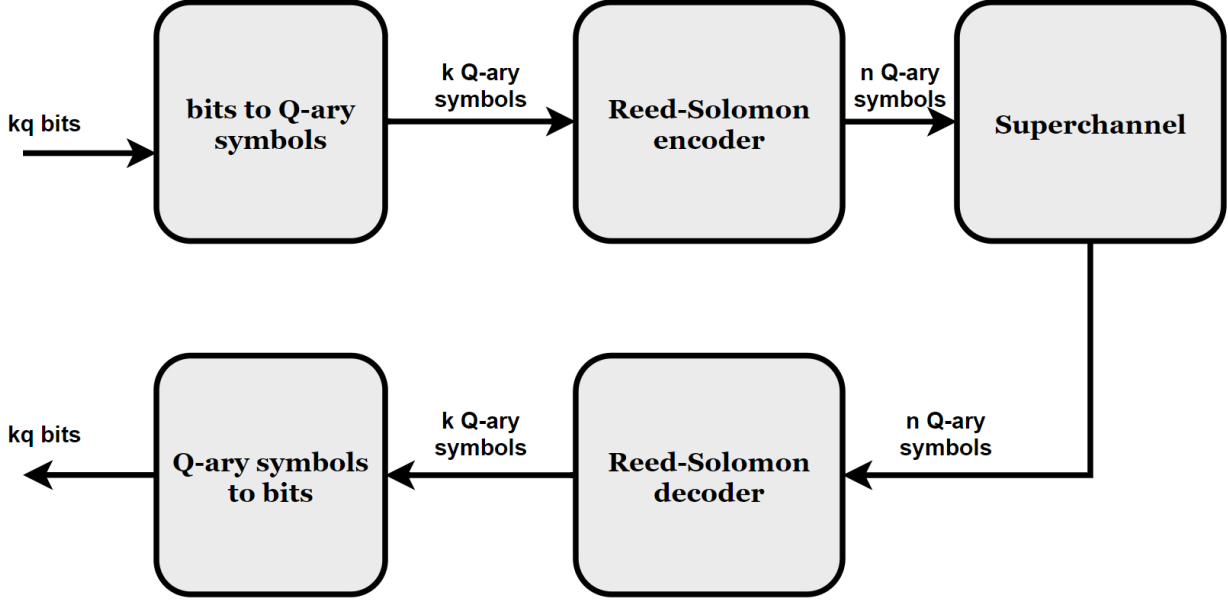 kq bits
bits to Q-ary
symbols
k Q-ary
symbols
Reed-Solomon
encoder
n Q-ary
symbols
Superchannel
kq bits
Q-ary symbols
to bits
k Q-ary
symbols
Reed-Solomon
decoder
n Q-ary
symbols